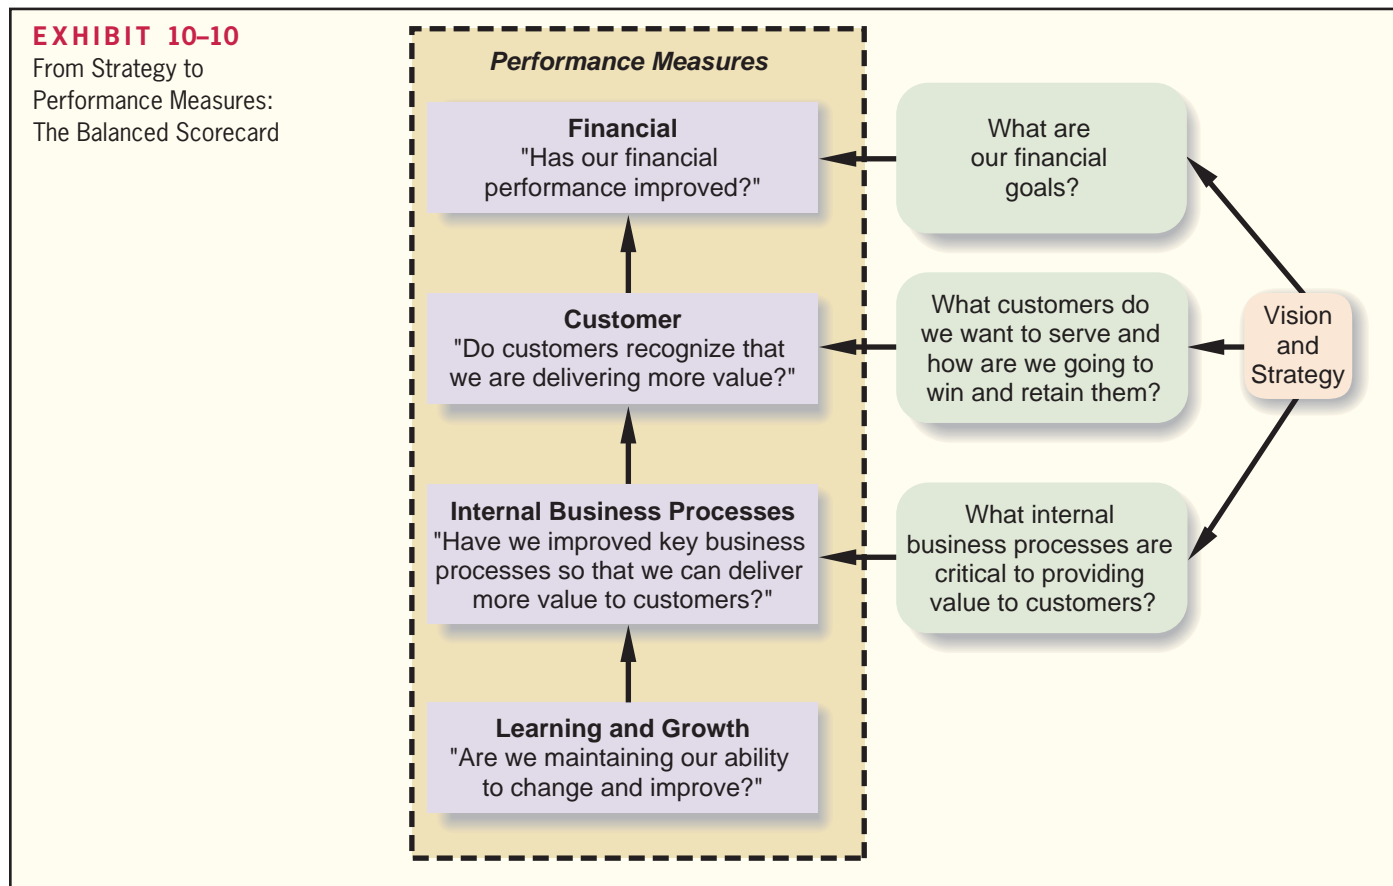 EXHIBIT 10–10
From Strategy to
Performance Measures:
The Balanced Scorecard
Performance Measures
Financial
"Has our financial
performance improved?"
What are
our financial
goals?
Customer
"Do customers recognize that
we are delivering more value?"
What customers do
we want to serve and
how are we going to
win and retain them?
Vision
and
Strategy
Internal Business Processes
"Have we improved key business
processes so that we can deliver
more value to customers?"
What internal
business processes are
critical to providing
value to customers?
Learning and Growth
"Are we maintaining our ability
to change and improve?"